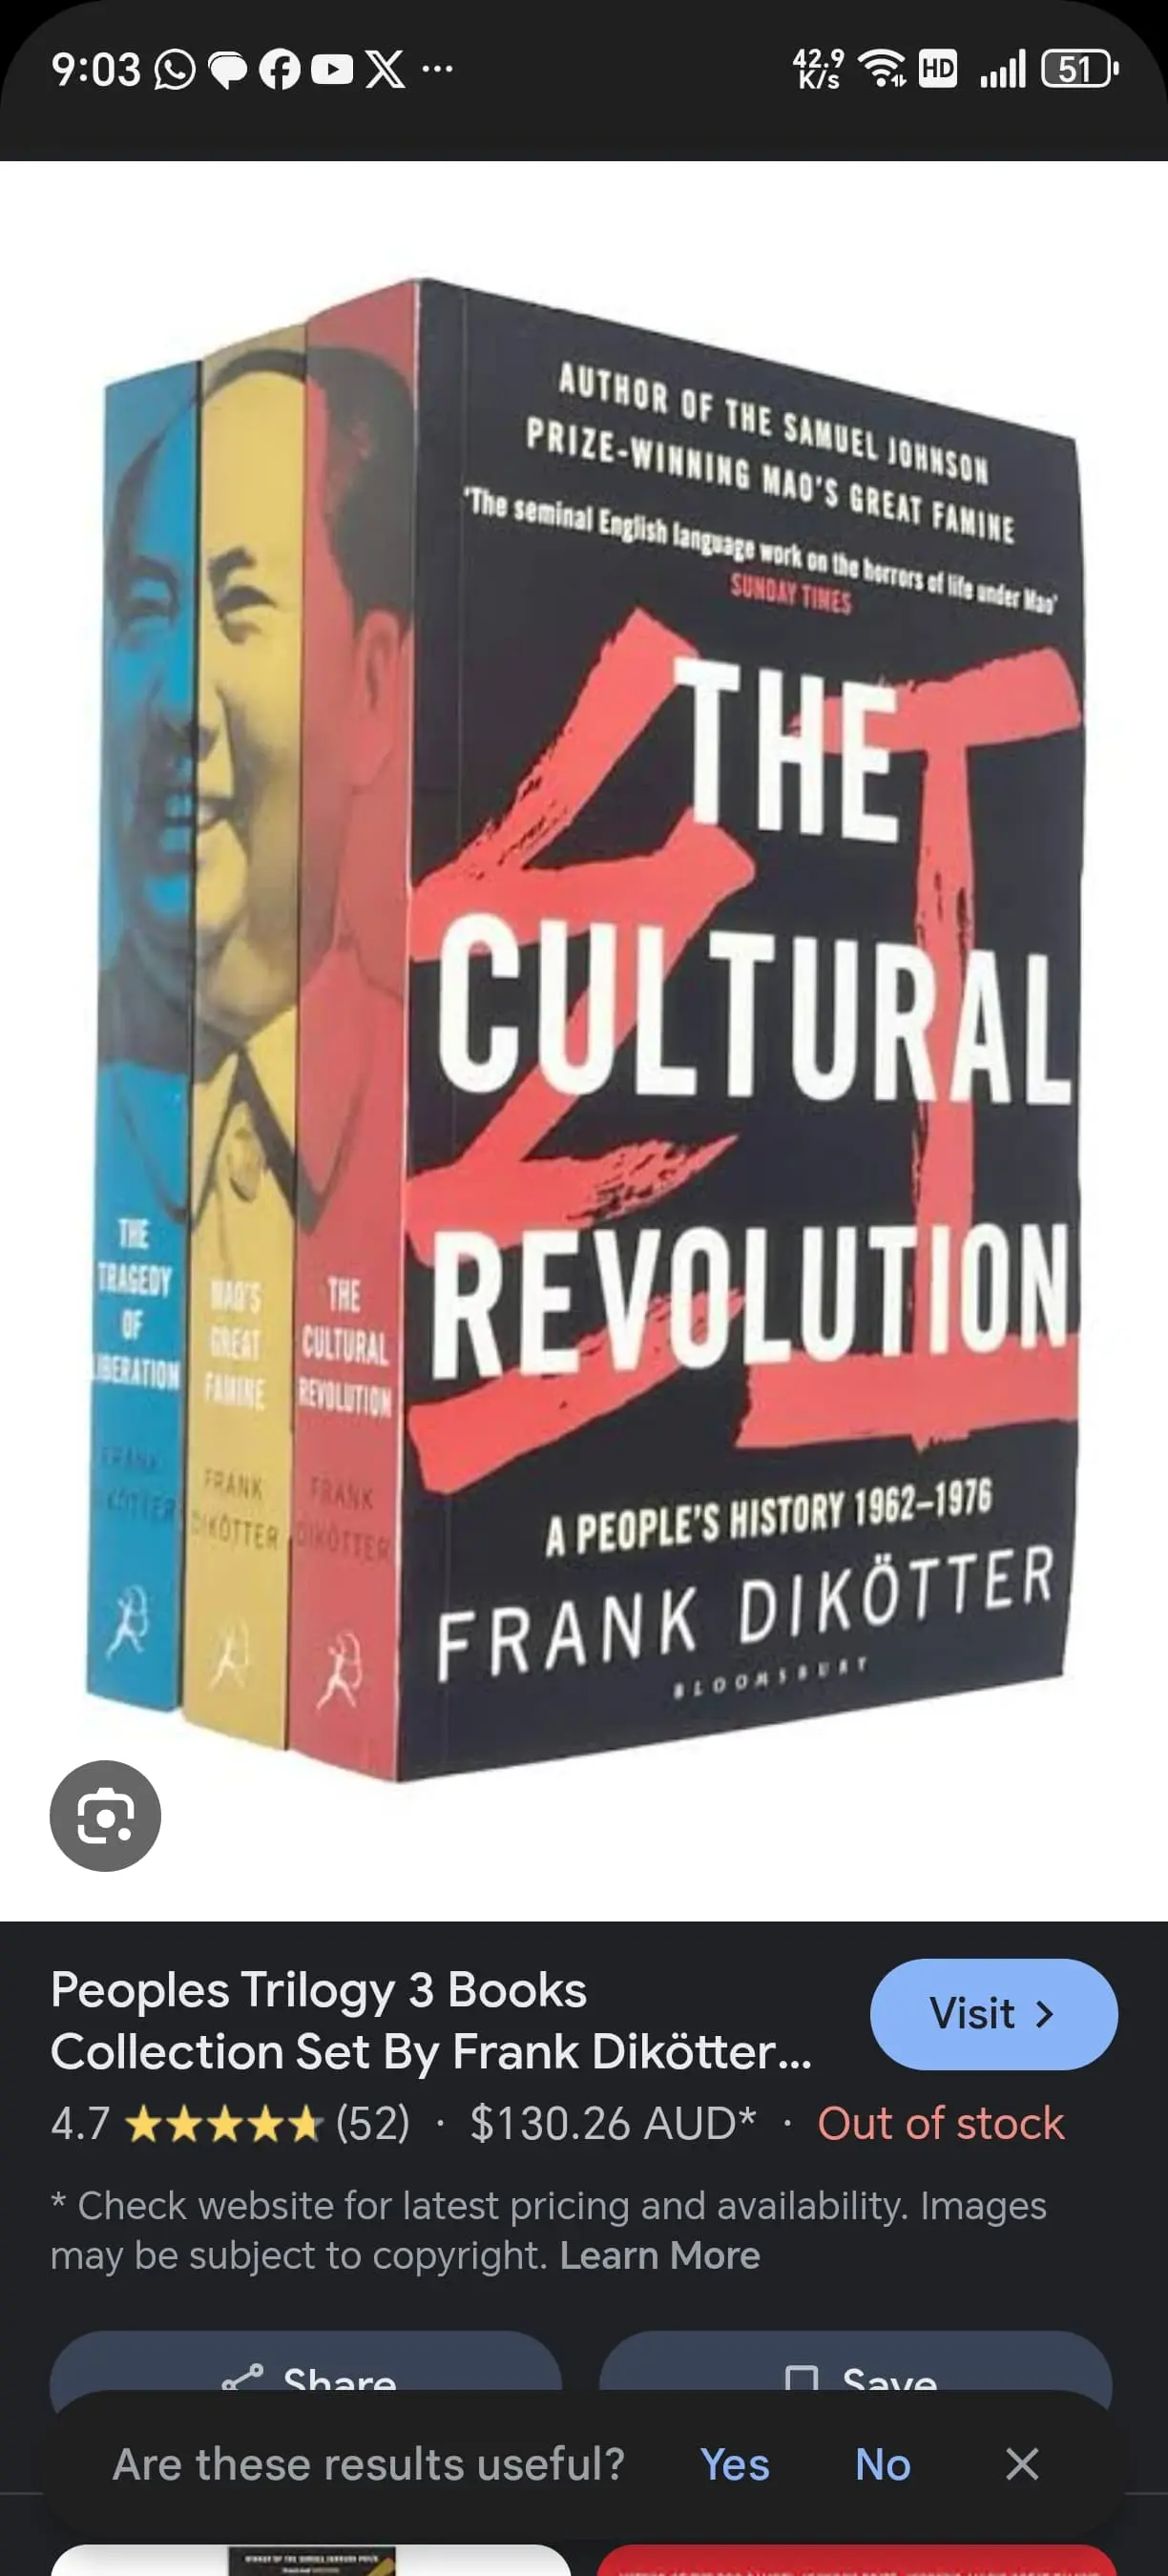 9:03
42.9
K/s
HD
51
AUTHOR OF THE SAMUEL JOHNSON
PRIZE-WINNING MAO'S GREAT FAMINE
'The seminal English language work on the horrors of life under Mao'
SUNDAY TIMES
THE
CULTURAL
REVOLUTION
红
A PEOPLE'S HISTORY 1962–1976
FRANK DIKÖTTER
BLOOMSBURY
THE
TRAGEDY
OF
LIBERATION
FRANK
DIKÖTTER
MAO'S
GREAT
FAMINE
FRANK
DIKÖTTER
THE
CULTURAL
REVOLUTION
FRANK
DIKÖTTER
Peoples Trilogy 3 Books
Collection Set By Frank Dikötter...
Visit
4.7 (52) · $130.26 AUD* · Out of stock
* Check website for latest pricing and availability. Images
may be subject to copyright. Learn More
Share
Save
Are these results useful?
Yes
No